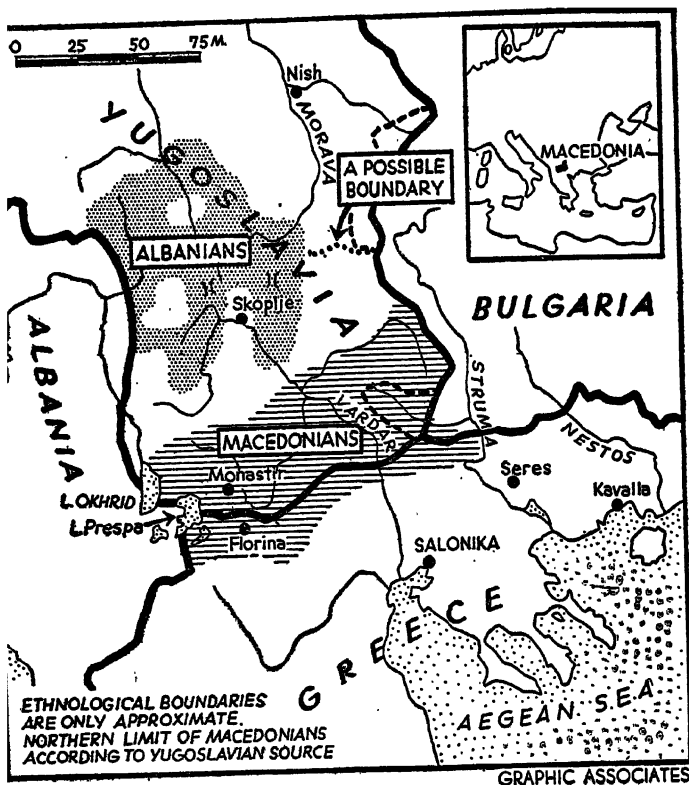 0 25 50 75 M.
Nish
MORAVA
YUGOSLAVIA
A POSSIBLE
BOUNDARY
MACEDONIA
ALBANIANS
Skoplje
BULGARIA
ALBANIA
STRUMA
VARDAR
MACEDONIANS
NESTOS
Monastir
Seres
Kavalla
L.OKHRID
L.Prespa
Florina
SALONIKA
GREECE
AEGEAN SEA
ETHNOLOGICAL BOUNDARIES
ARE ONLY APPROXIMATE.
NORTHERN LIMIT OF MACEDONIANS
ACCORDING TO YUGOSLAVIAN SOURCE
GRAPHIC ASSOCIATES